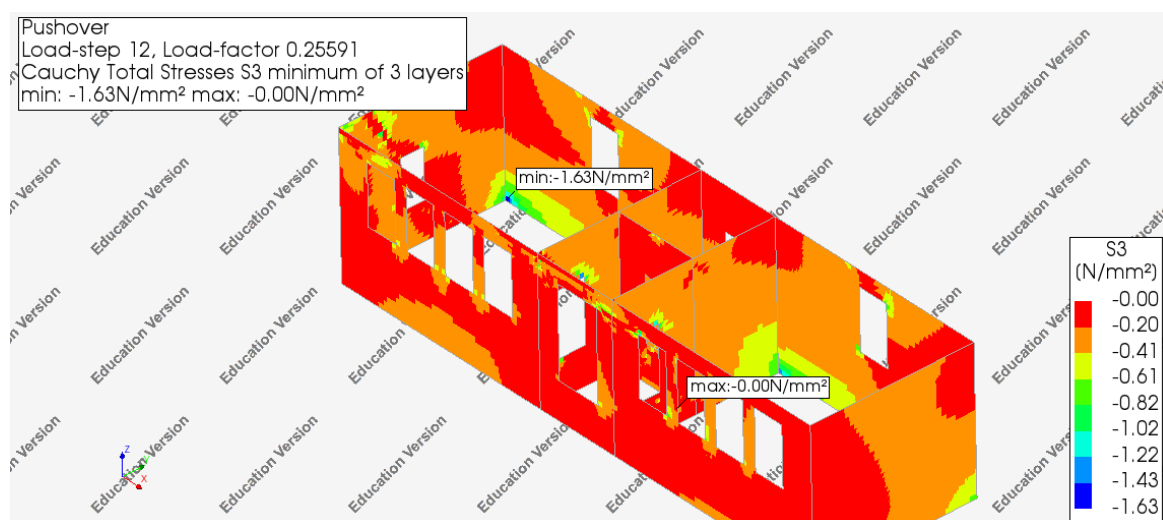 Pushover
Load-step 12, Load-factor 0.25591
Cauchy Total Stresses S3 minimum of 3 layers
min: -1.63N/mm² max: -0.00N/mm²
Education Version
min:-1.63N/mm²
max:-0.00N/mm²
S3
(N/mm²)
-0.00
-0.20
-0.41
-0.61
-0.82
-1.02
-1.22
-1.43
-1.63
Z
Y
X